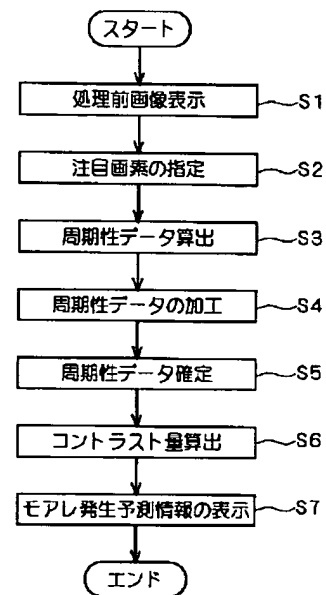 スタート
処理前画像表示
S1
注目画素の指定
S2
周期性データ算出
S3
周期性データの加工
S4
周期性データ確定
S5
コントラスト量算出
S6
モアレ発生予測情報の表示
S7
エンド